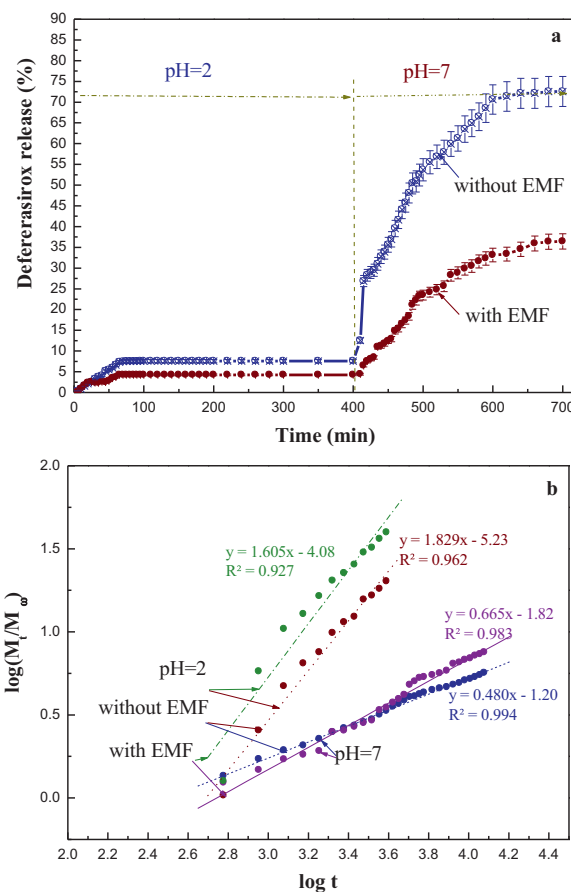 a
pH=2
pH=7
75
70
65
60
55
50
45
40
35
30
25
20
15
10
5
0
Defererasirox release (%)
without EMF
with EMF
0
100
200
300
400
500
600
700
Time (min)
b
2.0
1.5
1.0
0.5
0.0
log(Mt/M∞)
y = 1.605x - 4.08
R² = 0.927
y = 1.829x - 5.23
R² = 0.962
y = 0.665x - 1.82
R² = 0.983
y = 0.480x - 1.20
R² = 0.994
pH=2
without EMF
with EMF
pH=7
2.0
2.2
2.4
2.6
2.8
3.0
3.2
3.4
3.6
3.8
4.0
4.2
4.4
log t